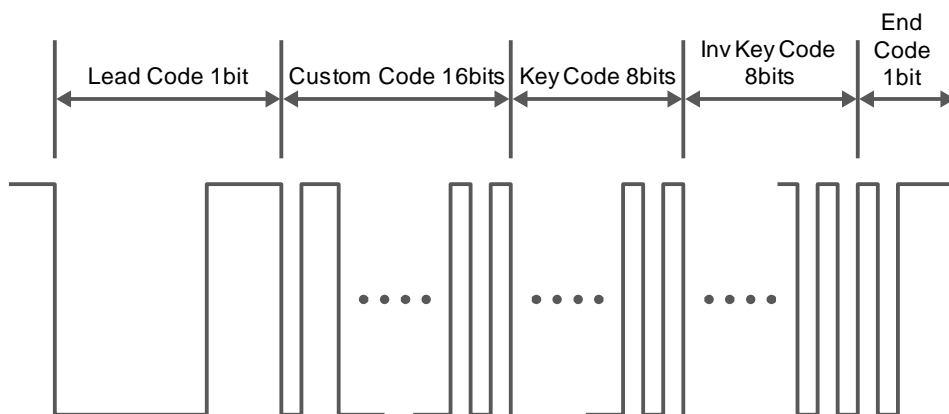 Lead Code 1bit
Custom Code 16bits
Key Code 8bits
Inv Key Code
8bits
End
Code
1bit